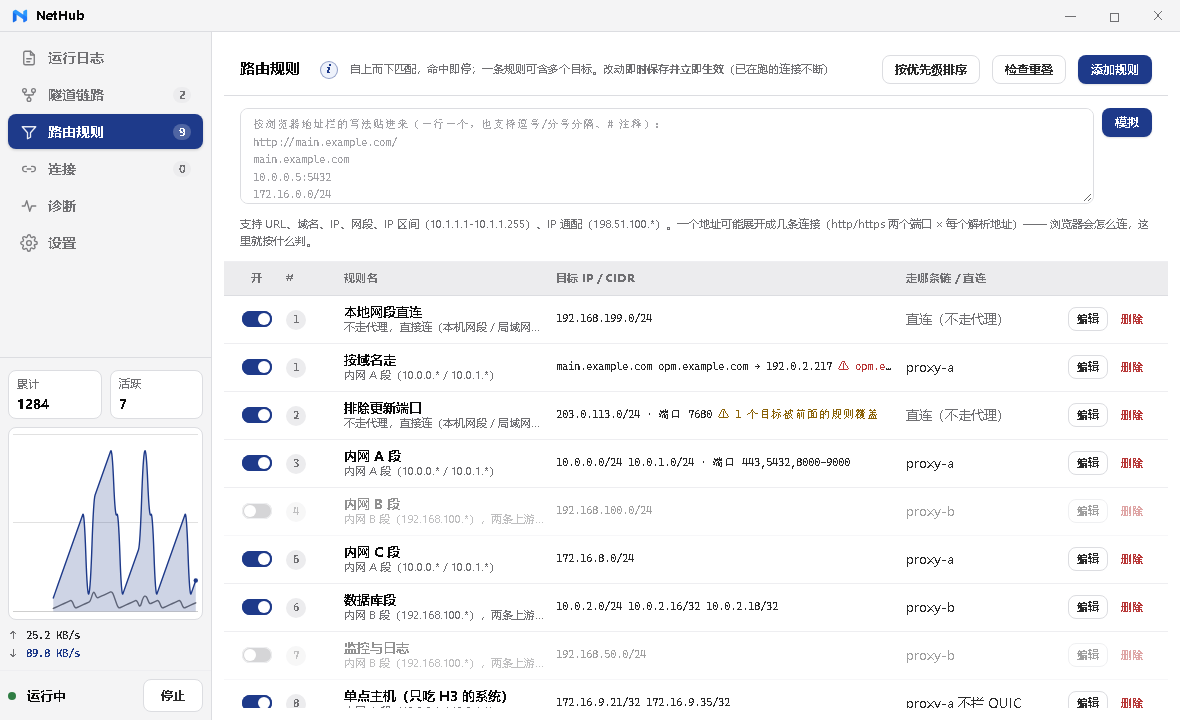 NetHub
运行日志
隧道链路 2
路由规则 9
连接 0
诊断
设置
累计
1284
活跃
7
↑ 25.2 KB/s
↓ 89.8 KB/s
运行中
停止
路由规则
自上而下匹配，命中即停；一条规则可含多个目标。改动即时保存并立即生效（已在跑的连接不断）
按优先级排序
检查重叠
添加规则
按浏览器地址栏的写法贴进来（一行一个，也支持逗号/分号分隔、# 注释）：
http://main.example.com/
main.example.com
10.0.0.5:5432
172.16.0.0/24
模拟
支持 URL、域名、IP、网段、IP 区间（10.1.1.1-10.1.1.255）、IP 通配（198.51.100.*）。一个地址可能展开成几条连接（http/https 两个端口 × 每个解析地址）—— 浏览器会怎么连，这
里就按什么判。
开 # 规则名 目标 IP / CIDR 走哪条链 / 直连
1 本地网段直连 192.168.199.0/24 直连（不走代理） 编辑 删除
不走代理，直接连（本机网段 / 局域网…
1 按域名走 main.example.com opm.example.com → 192.0.2.217 ⚠ opm.e… proxy-a 编辑 删除
内网 A 段（10.0.0.* / 10.0.1.*）
2 排除更新端口 203.0.113.0/24 · 端口 7680 ⚠ 1 个目标被前面的规则覆盖 直连（不走代理） 编辑 删除
不走代理，直接连（本机网段 / 局域网…
3 内网 A 段 10.0.0.0/24 10.0.1.0/24 · 端口 443,5432,8000-9000 proxy-a 编辑 删除
内网 A 段（10.0.0.* / 10.0.1.*）
4 内网 B 段 192.168.100.0/24 proxy-b 编辑 删除
内网 B 段（192.168.100.*），两条上游…
5 内网 C 段 172.16.8.0/24 proxy-a 编辑 删除
内网 A 段（10.0.0.* / 10.0.1.*）
6 数据库段 10.0.2.0/24 10.0.2.16/32 10.0.2.18/32 proxy-b 编辑 删除
内网 B 段（192.168.100.*），两条上游…
7 监控与日志 192.168.50.0/24 proxy-b 编辑 删除
内网 B 段（192.168.100.*），两条上游…
8 单点主机（只吃 H3 的系统） 172.16.9.21/32 172.16.9.35/32 proxy-a 不拦 QUIC 编辑 删除